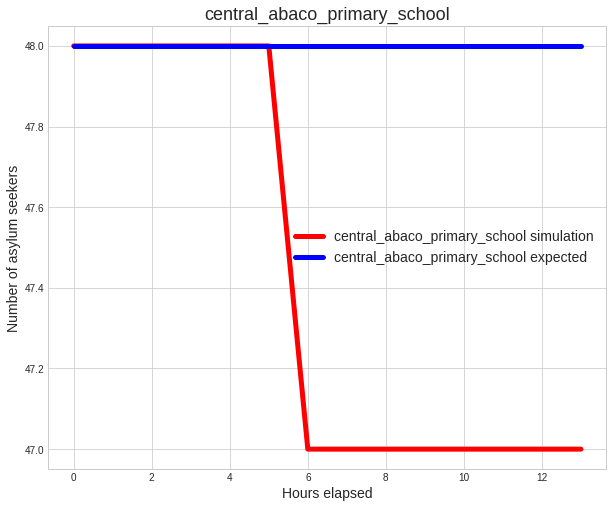 central_abaco_primary_school
48.0
47.8
47.6
47.4
47.2
47.0
Number of asylum seekers
central_abaco_primary_school simulation
central_abaco_primary_school expected
0 2 4 6 8 10 12
Hours elapsed